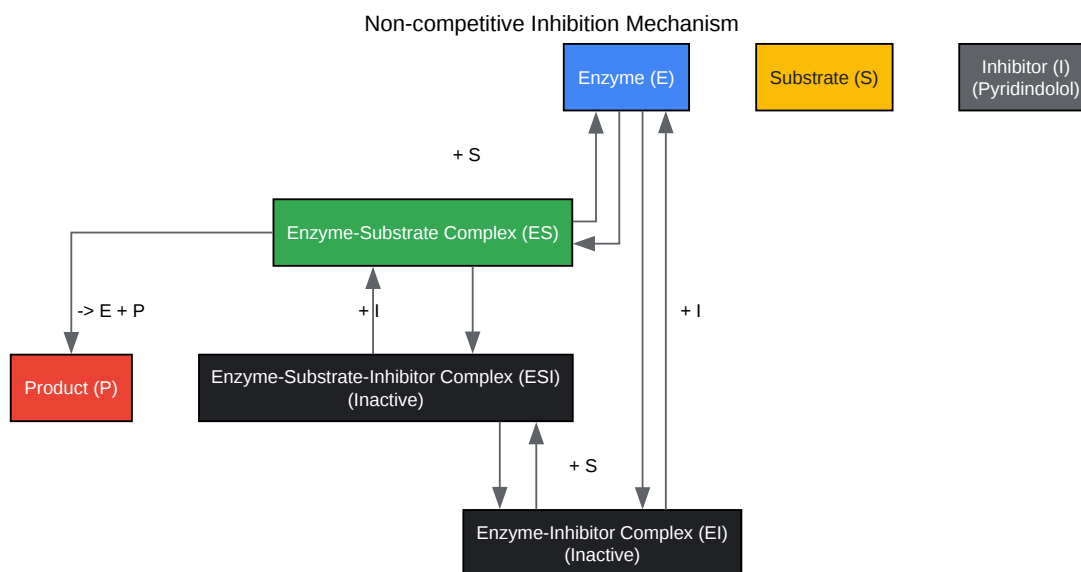 Non-competitive Inhibition Mechanism
Enzyme (E)
Substrate (S)
Inhibitor (I)
(Pyridindolol)
+ S
Enzyme-Substrate Complex (ES)
-> E + P
+ I
+ I
Product (P)
Enzyme-Substrate-Inhibitor Complex (ESI)
(Inactive)
+ S
Enzyme-Inhibitor Complex (EI)
(Inactive)